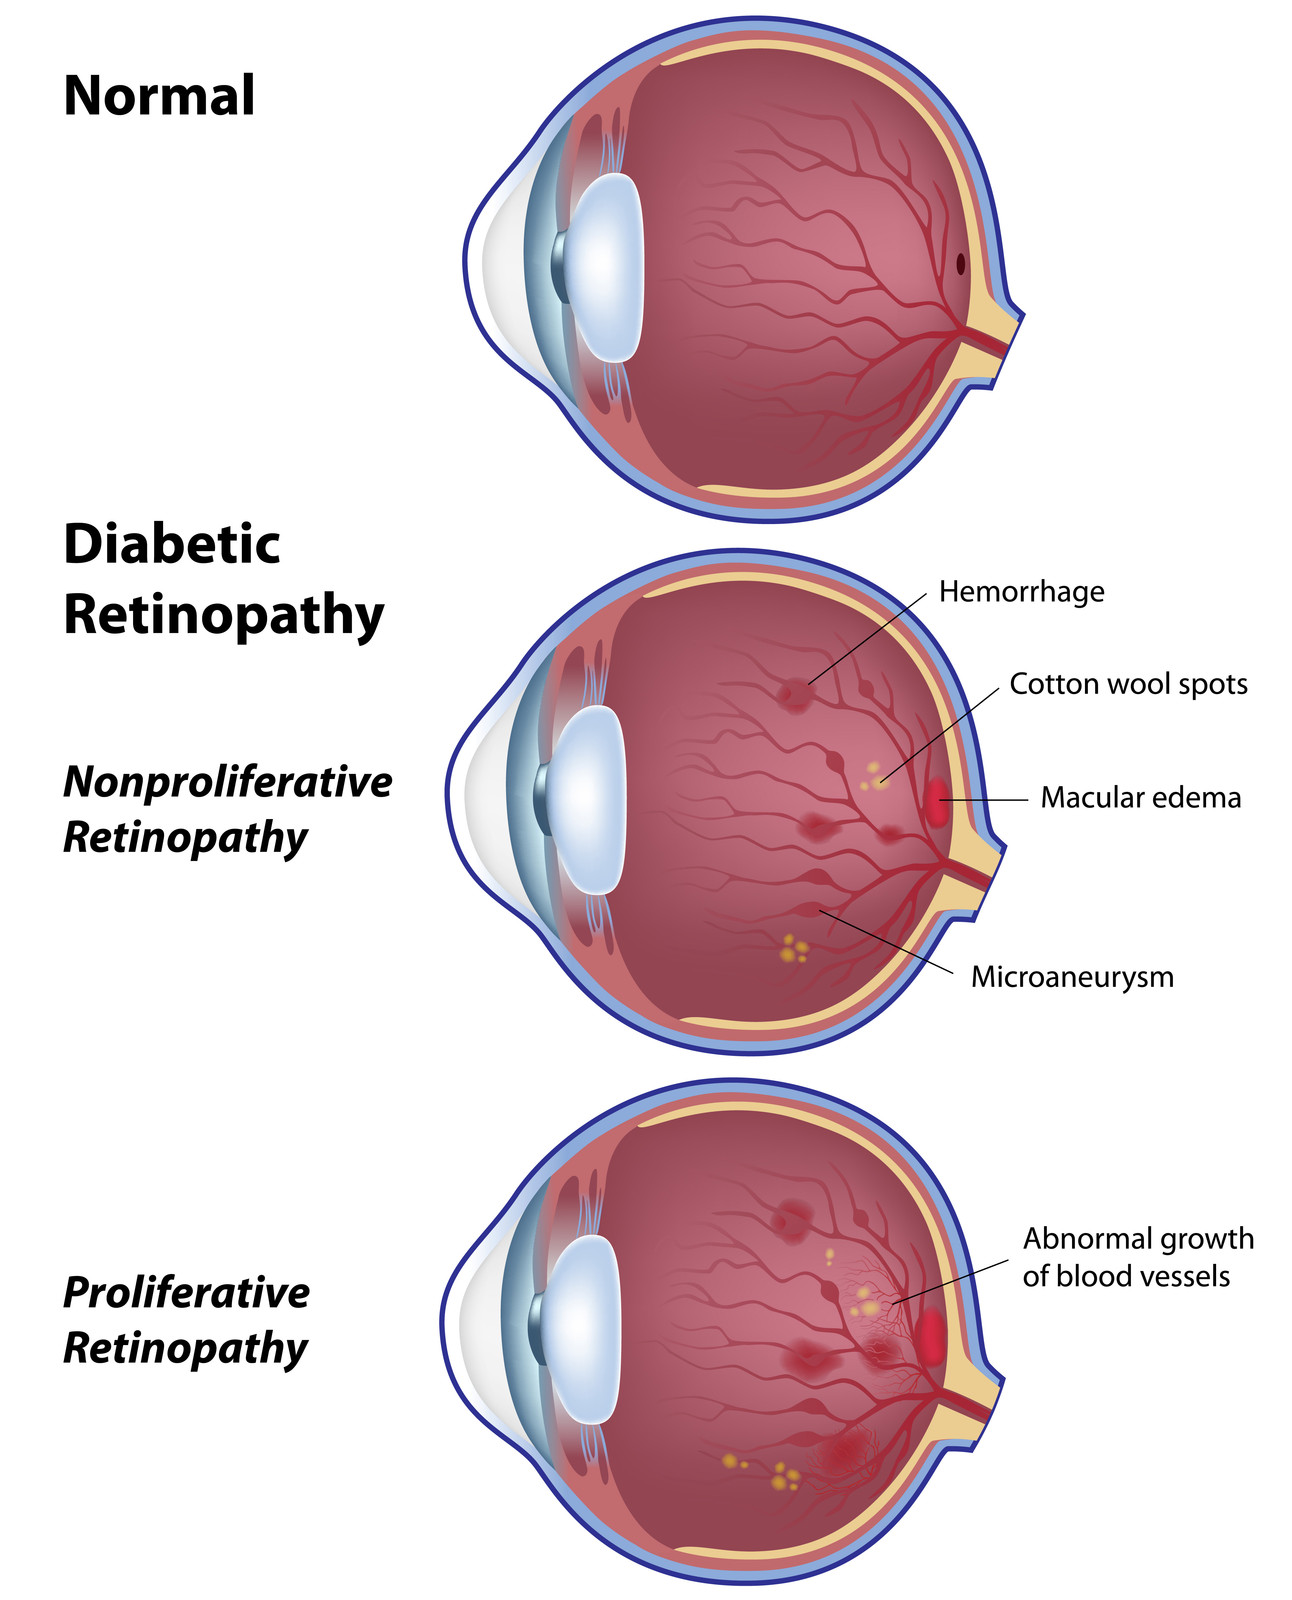 Normal
Diabetic
Retinopathy
Hemorrhage
Cotton wool spots
Nonproliferative
Retinopathy
Macular edema
Microaneurysm
Abnormal growth
of blood vessels
Proliferative
Retinopathy